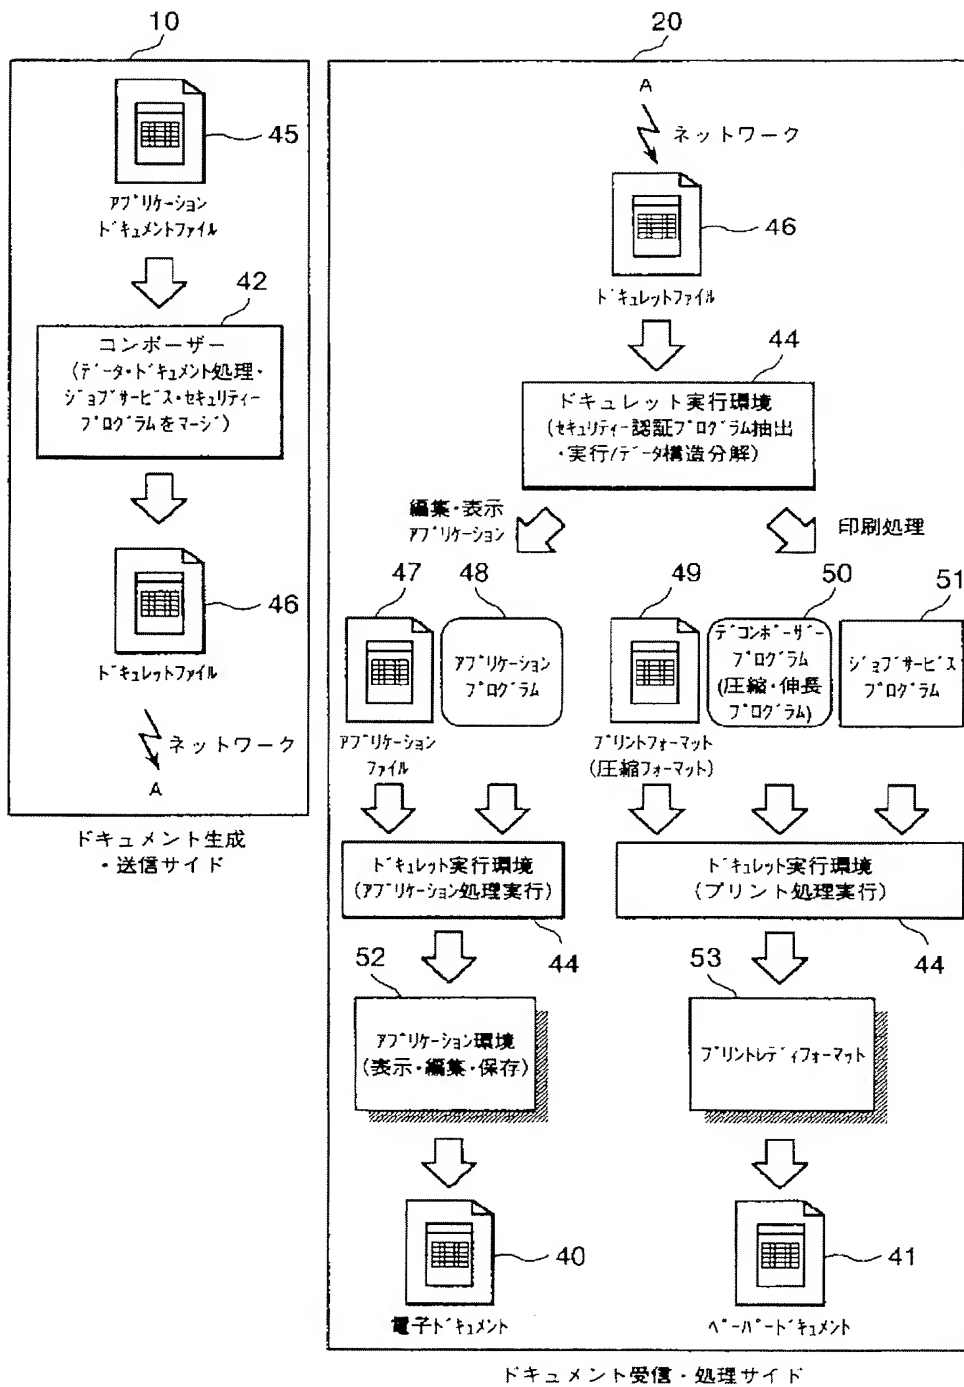 10
45
アプリケーション
ドキュメントファイル
42
コンポーザー
(データ・ドキュメント処理・
ジョブサービス・セキュリティー
プログラムをマージ)
46
ドキュレットファイル
ネットワーク
A
ドキュメント生成
・送信サイド
20
A
ネットワーク
46
ドキュレットファイル
44
ドキュレット実行環境
(セキュリティー認証プログラム抽出
・実行/データ構造分解)
編集・表示
アプリケーション
印刷処理
47
48
49
50
51
アプリケーション
プログラム
デコンポーザー
プログラム
(圧縮・伸長
プログラム)
ジョブサービス
プログラム
アプリケーション
ファイル
プリントフォーマット
(圧縮フォーマット)
ドキュレット実行環境
(アプリケーション処理実行)
ドキュレット実行環境
(プリント処理実行)
44
44
52
53
アプリケーション環境
(表示・編集・保存)
プリントレディフォーマット
40
41
電子ドキュメント
ペーパードキュメント
ドキュメント受信・処理サイド